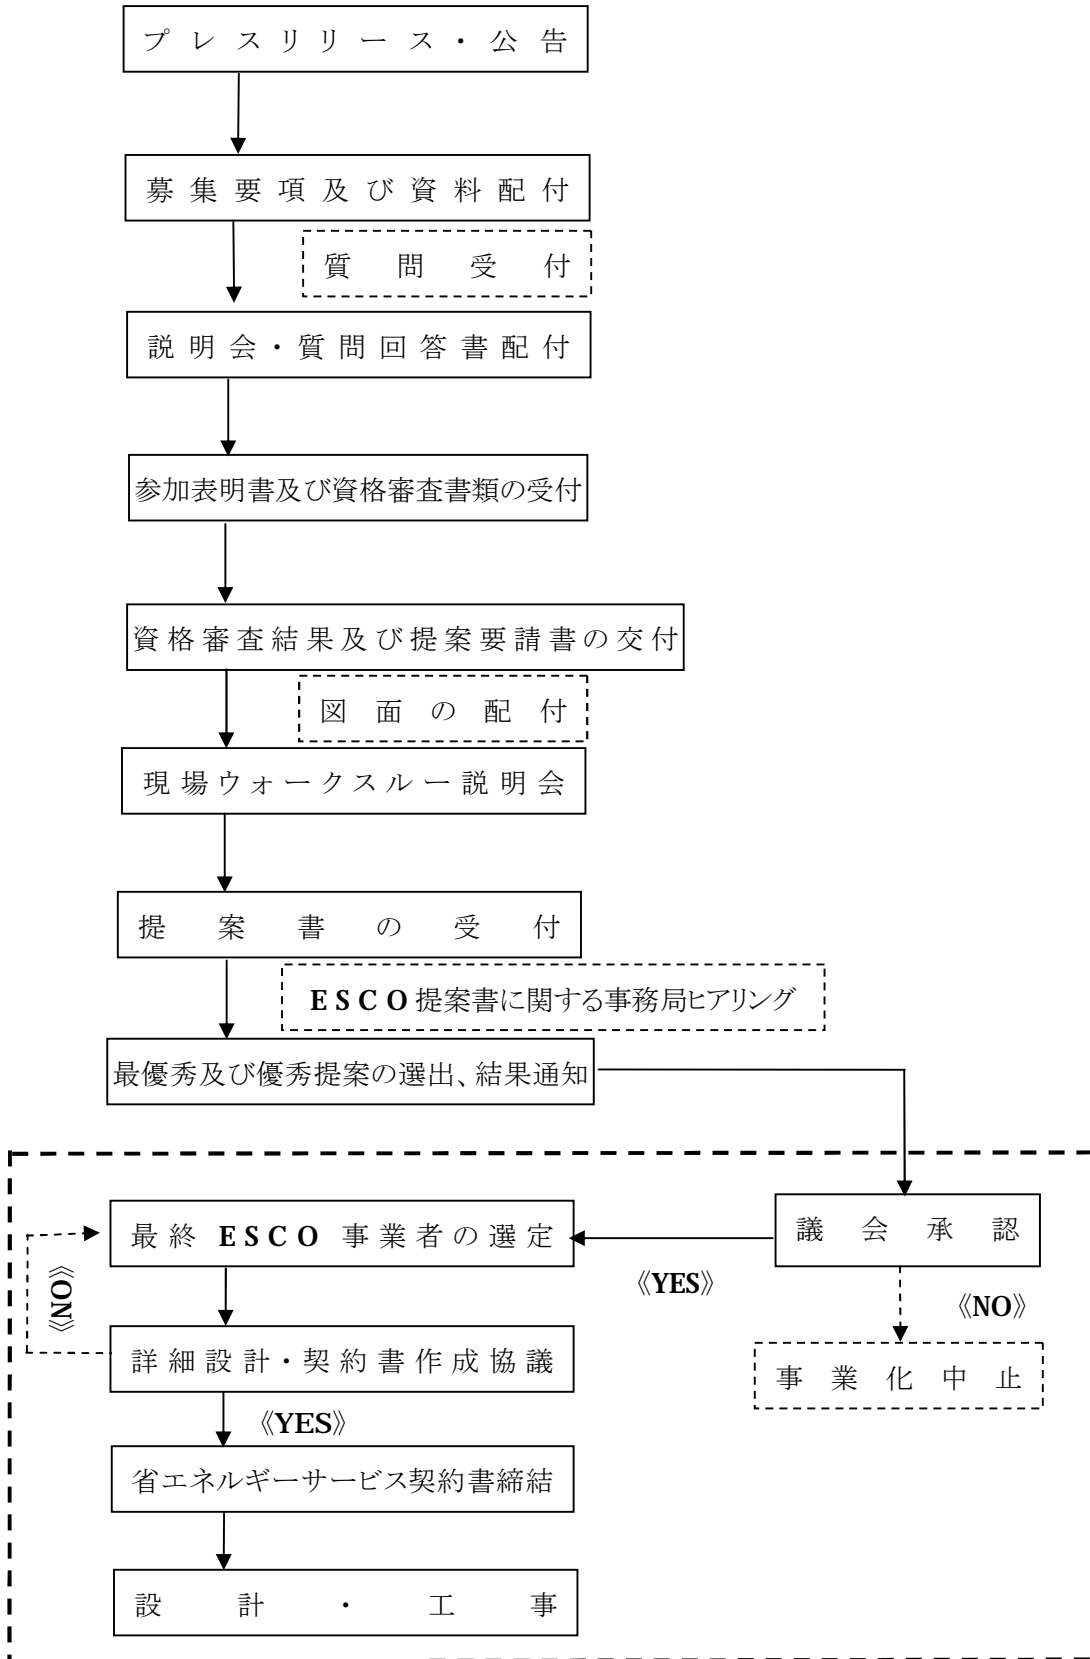 プレスリリース・公告
募集要項及び資料配付
質問受付
説明会・質問回答書配付
参加表明書及び資格審査書類の受付
資格審査結果及び提案要請書の交付
図面の配付
現場ウォークスルー説明会
提案書の受付
ESCO提案書に関する事務局ヒアリング
最優秀及び優秀提案の選出、結果通知
議会承認
最終ESCO事業者の選定
《YES》
《NO》
《NO》
詳細設計・契約書作成協議
事業化中止
《YES》
省エネルギーサービス契約書締結
設計・工事